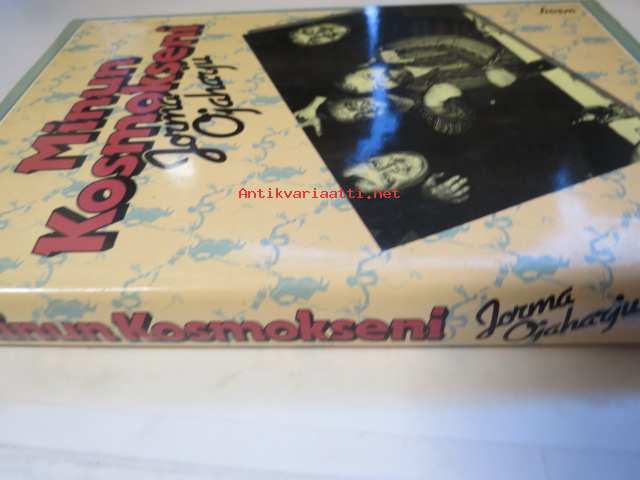 Minun
Kosmokseni
Jorma
Ojaharju
Antikvariaatti.net
Minun Kosmokseni
Jorma
Ojaharju